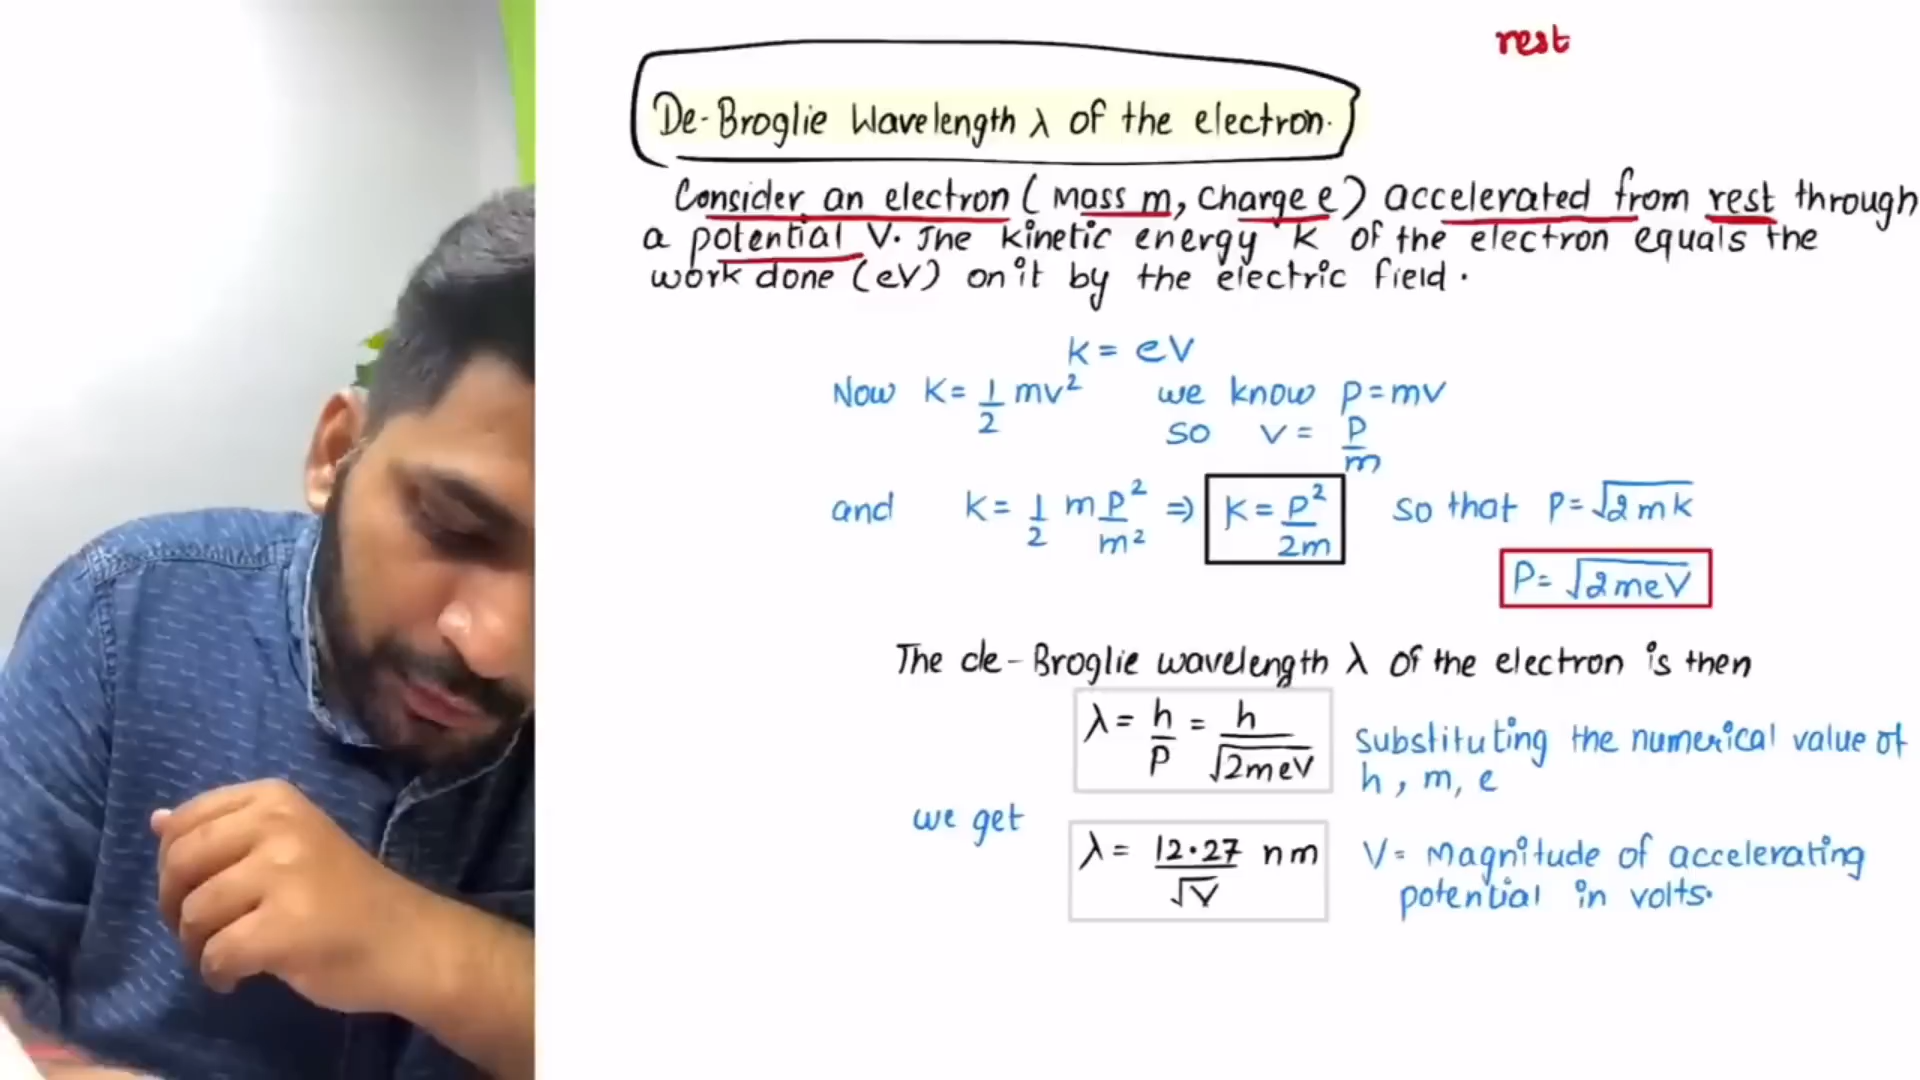 rest
De-Broglie Wavelength λ of the electron.
Consider an electron (Mass m, Charge e) accelerated from rest through
a potential V. The kinetic energy K of the electron equals the
work done (eV) on it by the electric field.
K = eV
Now K = 1/2 mv² we know p = mv
so v = p/m
and K = 1/2 m p²/m² ⇒ K = p²/2m so that p = √2mk
P = √2meV
The de-Broglie wavelength λ of the electron is then
λ = h/p = h/√2meV substituting the numerical value of
h, m, e
we get
λ = 12.27/√V nm V = Magnitude of accelerating
potential in volts.